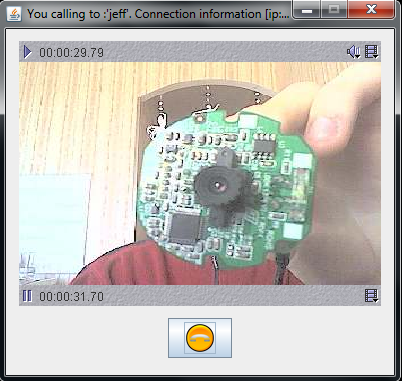 You calling to :'jeff'. Connection information [ip:...
00:00:29.79
00:00:31.70